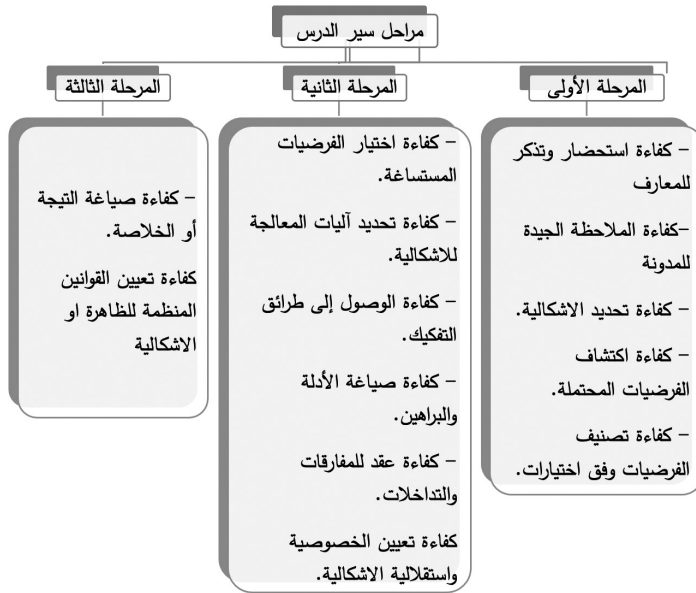 مراحل سير الدرس
المرحلة الأولى
– كفاءة استحضار وتذكر
للمعارف
–كفاءة الملاحظة الجيدة
للمدونة
– كفاءة تحديد الاشكالية.
– كفاءة اكتشاف
الفرضيات المحتملة.
– كفاءة تصنيف
الفرضيات وفق اختيارات.
المرحلة الثانية
– كفاءة اختيار الفرضيات
المستساغة.
– كفاءة تحديد آليات المعالجة
للاشكالية.
– كفاءة الوصول إلى طرائق
التفكيك.
– كفاءة صياغة الأدلة
والبراهين.
– كفاءة عقد للمفارقات
والتداخلات.
كفاءة تعيين الخصوصية
واستقلالية الاشكالية.
المرحلة الثالثة
– كفاءة صياغة التيجة
أو الخلاصة.
كفاءة تعيين القوانين
المنظمة للظاهرة او
الاشكالية